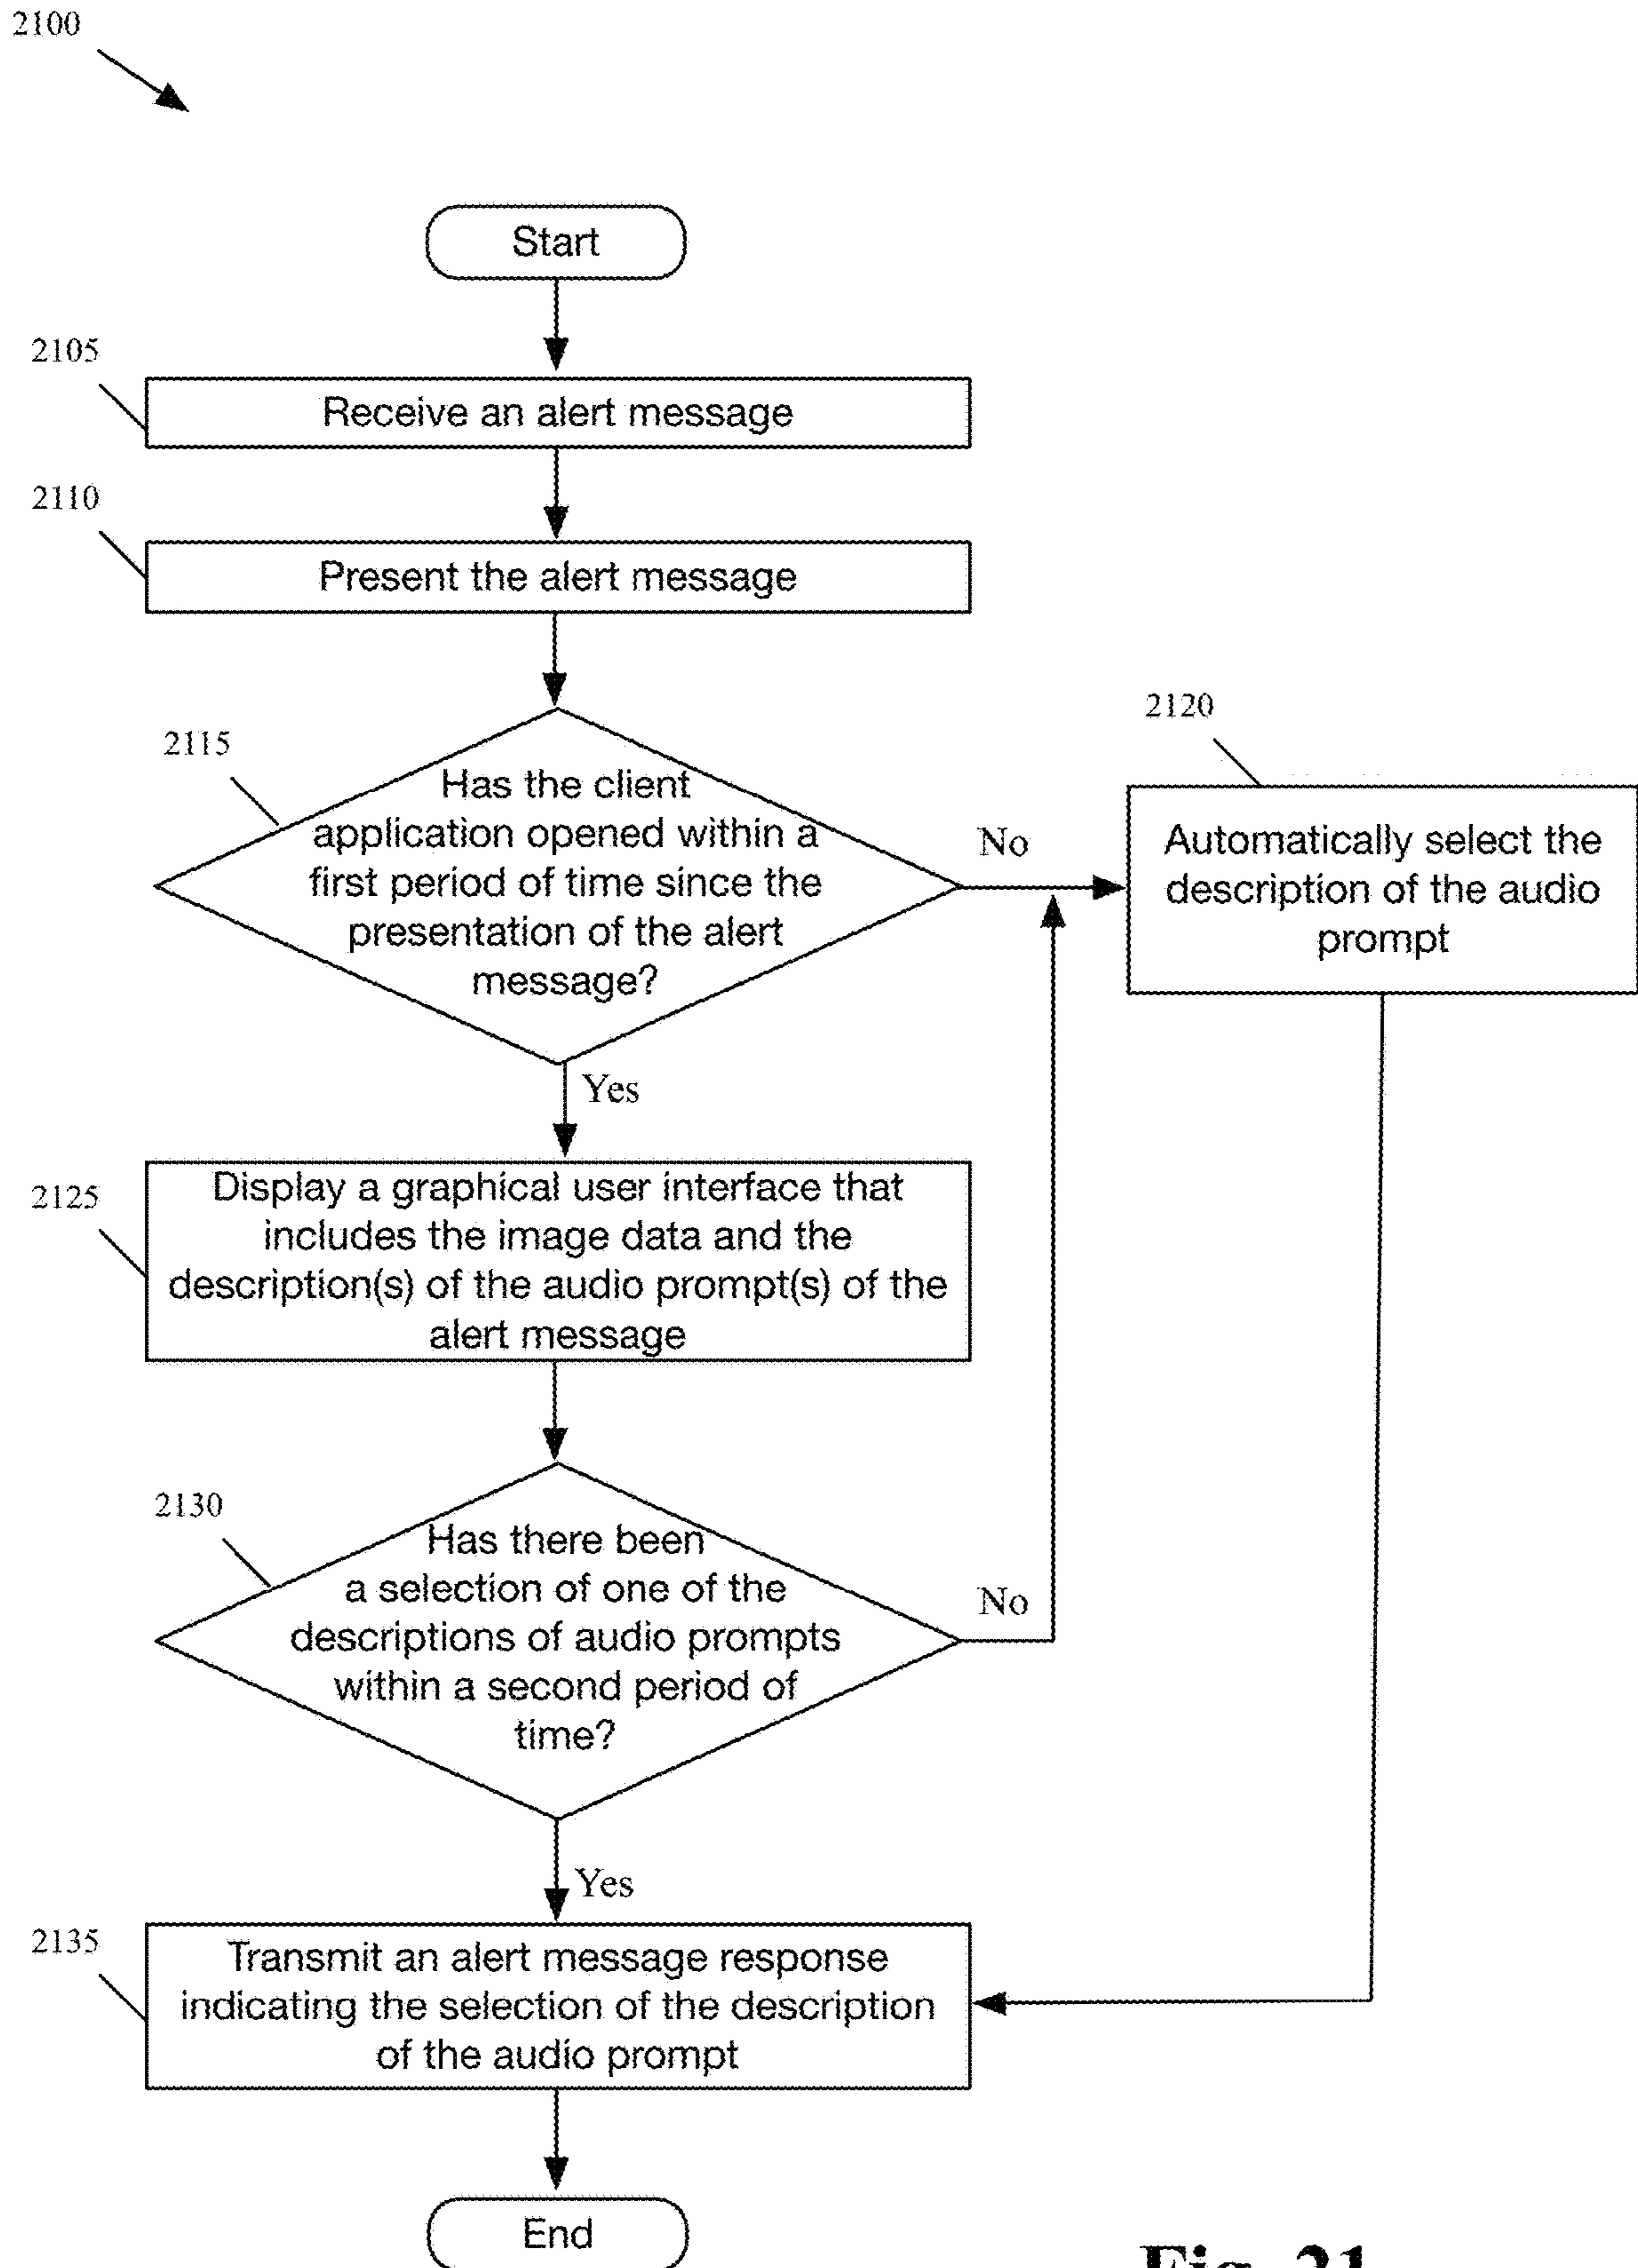 2100
Start
2105
Receive an alert message
2110
Present the alert message
2115
Has the client
application opened within a
first period of time since the
presentation of the alert
message?
No
2120
Automatically select the
description of the audio
prompt
Yes
2125
Display a graphical user interface that
includes the image data and the
description(s) of the audio prompt(s) of the
alert message
2130
Has there been
a selection of one of the
descriptions of audio prompts
within a second period of
time?
No
Yes
2135
Transmit an alert message response
indicating the selection of the description
of the audio prompt
End
Fig. 21